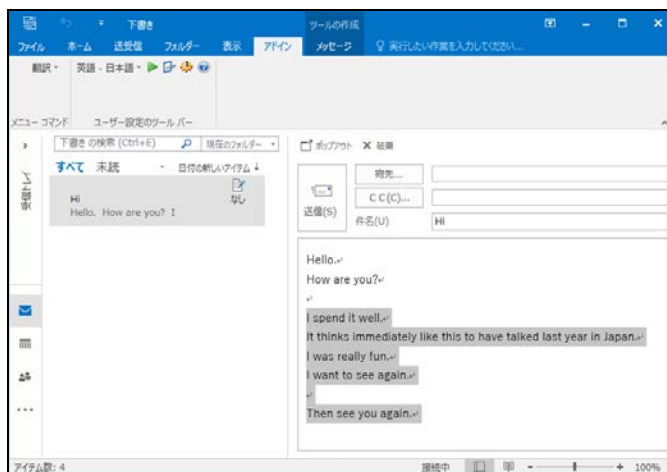 下書き
ツールの作成
ファイル ホーム 送受信 フォルダー 表示 アドイン メッセージ 実行したい作業を入力してください...
翻訳 英語 - 日本語
メニュー コマンド ユーザー設定のツール バー
下書き の検索 (Ctrl+E) 現在のフォルダー
すべて 未読 日付の新しいアイテム ↓
Hi なし
Hello. How are you? I
ポップアウト × 破棄
宛先...
送信(S) C C(C)...
件名(U) Hi
Hello.
How are you?
I spend it well.
It thinks immediately like this to have talked last year in Japan.
I was really fun.
I want to see again.
Then see you again.
アイテム数: 4 接続中 100%